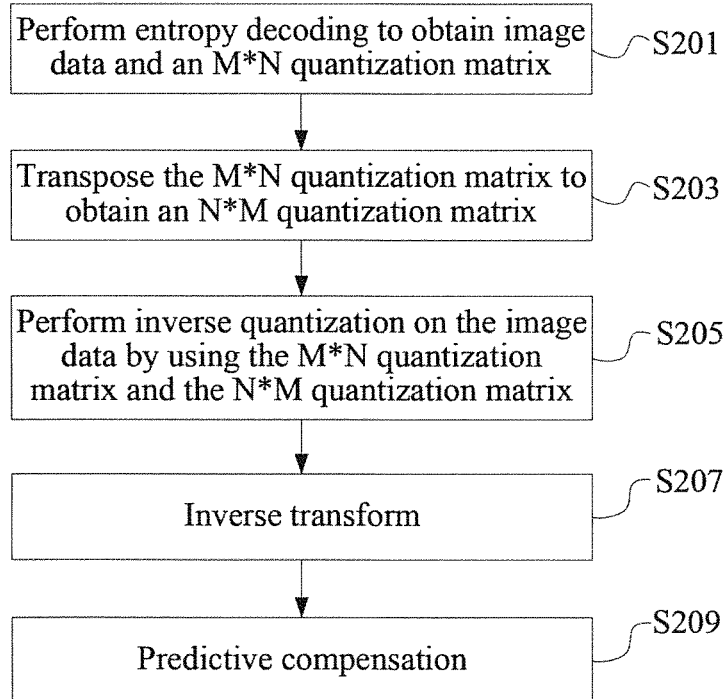 Perform entropy decoding to obtain image
data and an M*N quantization matrix
S201
Transpose the M*N quantization matrix to
obtain an N*M quantization matrix
S203
Perform inverse quantization on the image
data by using the M*N quantization
matrix and the N*M quantization matrix
S205
Inverse transform
S207
Predictive compensation
S209